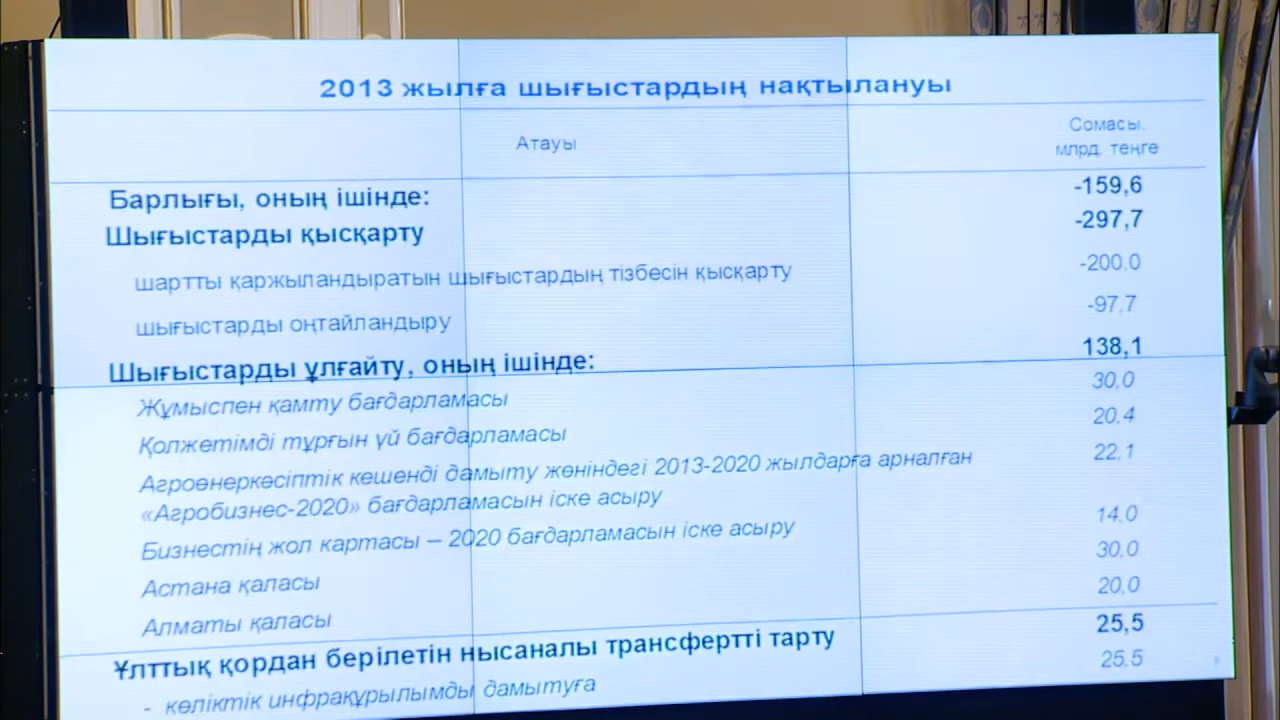 2013 жылға шығыстардың нақтылануы
Атауы
Сомасы,
млрд. теңге
Барлығы, оның ішінде: -159,6
Шығыстарды қысқарту -297,7
шартты қаржыландыратын шығыстардың тізбесін қысқарту -200,0
шығыстарды оңтайландыру -97,7
Шығыстарды ұлғайту, оның ішінде: 138,1
Жұмыспен қамту бағдарламасы 30,0
Қолжетімді тұрғын үй бағдарламасы 20,4
Агроөнеркәсіптік кешенді дамыту жөніндегі 2013-2020 жылдарға арналған 22,1
«Агробизнес-2020» бағдарламасын іске асыру
Бизнестің жол картасы – 2020 бағдарламасын іске асыру 14,0
Астана қаласы 30,0
Алматы қаласы 20,0
Ұлттық қордан берілетін нысаналы трансфертті тарту 25,5
- көліктік инфрақұрылымды дамытуға 25,5